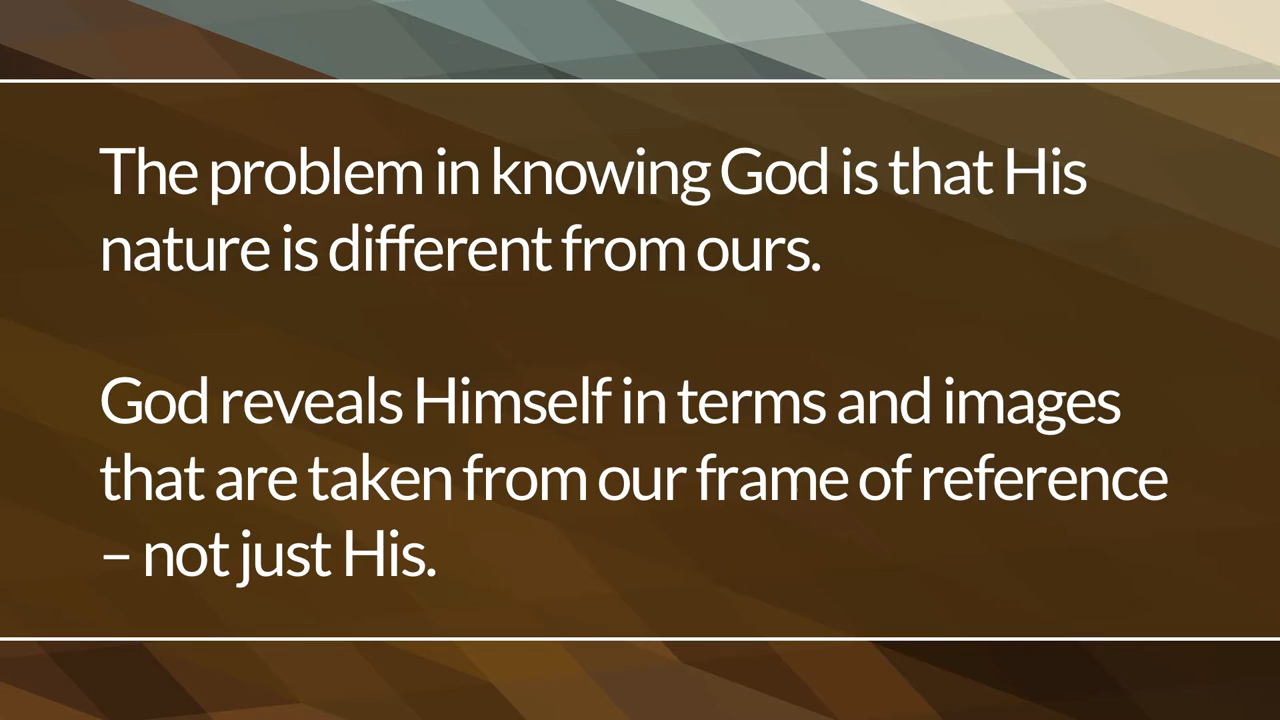 The problem in knowing God is that His
nature is different from ours.
God reveals Himself in terms and images
that are taken from our frame of reference
– not just His.